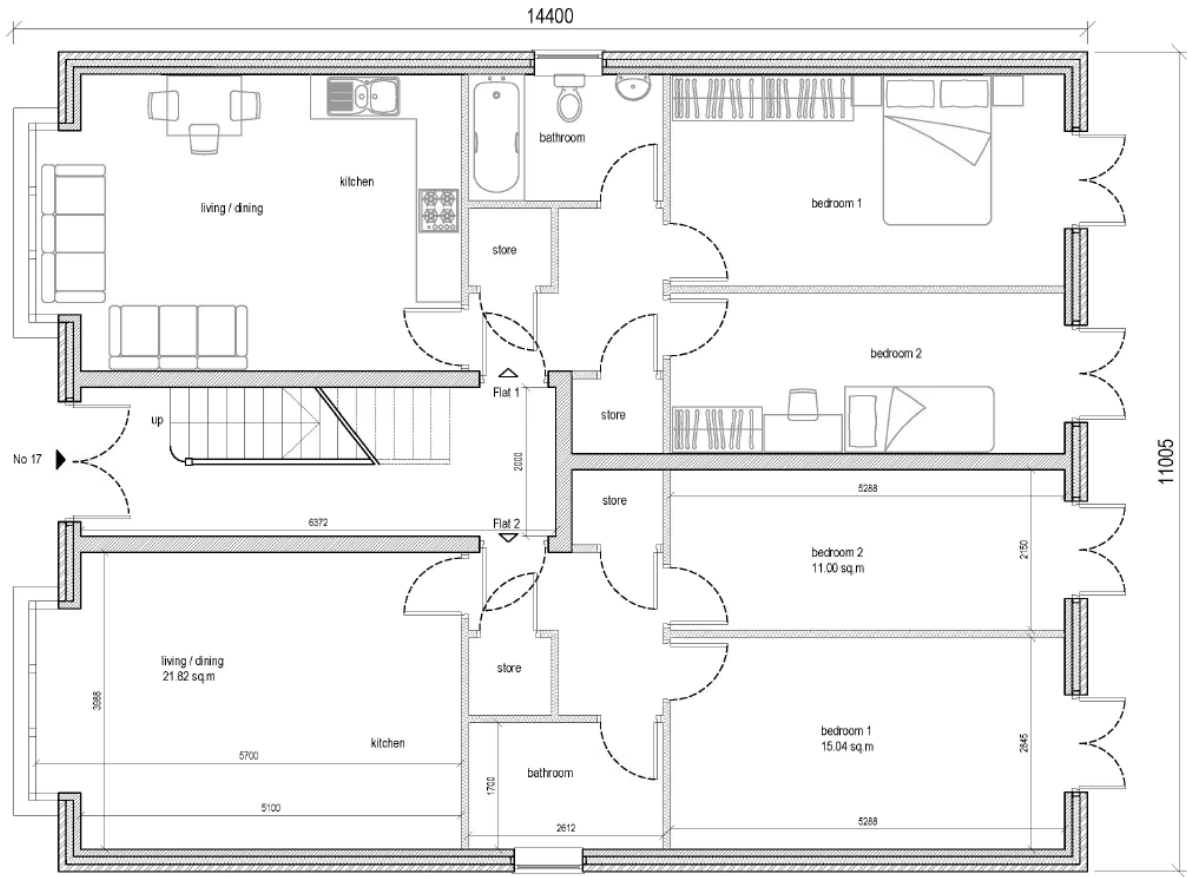 14400
bathroom
kitchen
living / dining
bedroom 1
store
bedroom 2
Flat 1
up
store
No 17
2000
11005
5288
store
6372
Flat 2
bedroom 2
11.00 sq.m
2150
living / dining
21.82 sq.m
store
3988
bedroom 1
15.04 sq.m
2845
kitchen
5700
bathroom
1700
5100
2612
5288